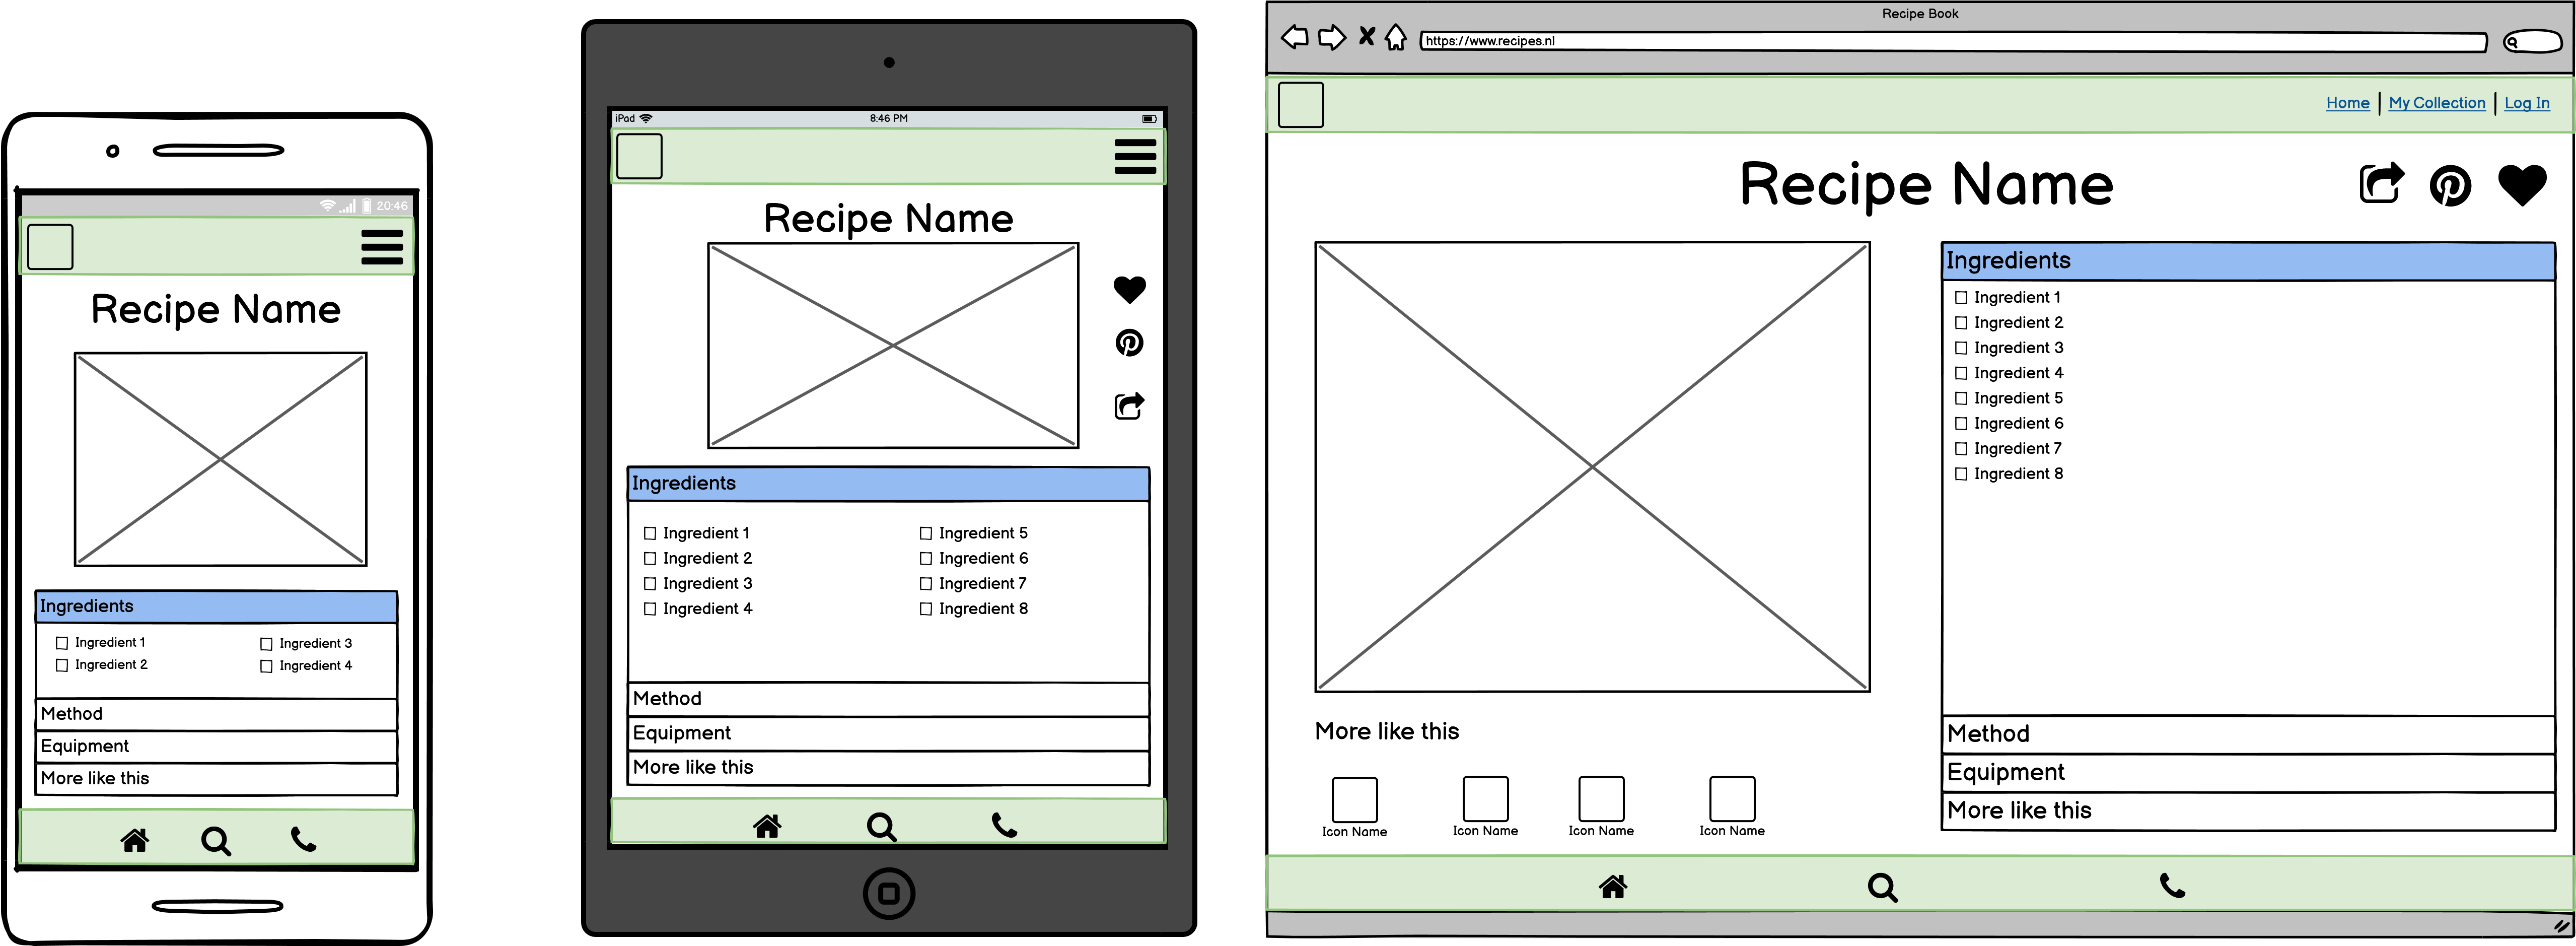 20:46
Recipe Name
Ingredients
Ingredient 1
Ingredient 2
Ingredient 3
Ingredient 4
Method
Equipment
More like this
iPad
8:46 PM
Recipe Name
Ingredients
Ingredient 1
Ingredient 2
Ingredient 3
Ingredient 4
Ingredient 5
Ingredient 6
Ingredient 7
Ingredient 8
Method
Equipment
More like this
Recipe Book
https://www.recipes.nl
Home | My Collection | Log In
Recipe Name
More like this
Icon Name
Icon Name
Icon Name
Icon Name
Ingredients
Ingredient 1
Ingredient 2
Ingredient 3
Ingredient 4
Ingredient 5
Ingredient 6
Ingredient 7
Ingredient 8
Method
Equipment
More like this